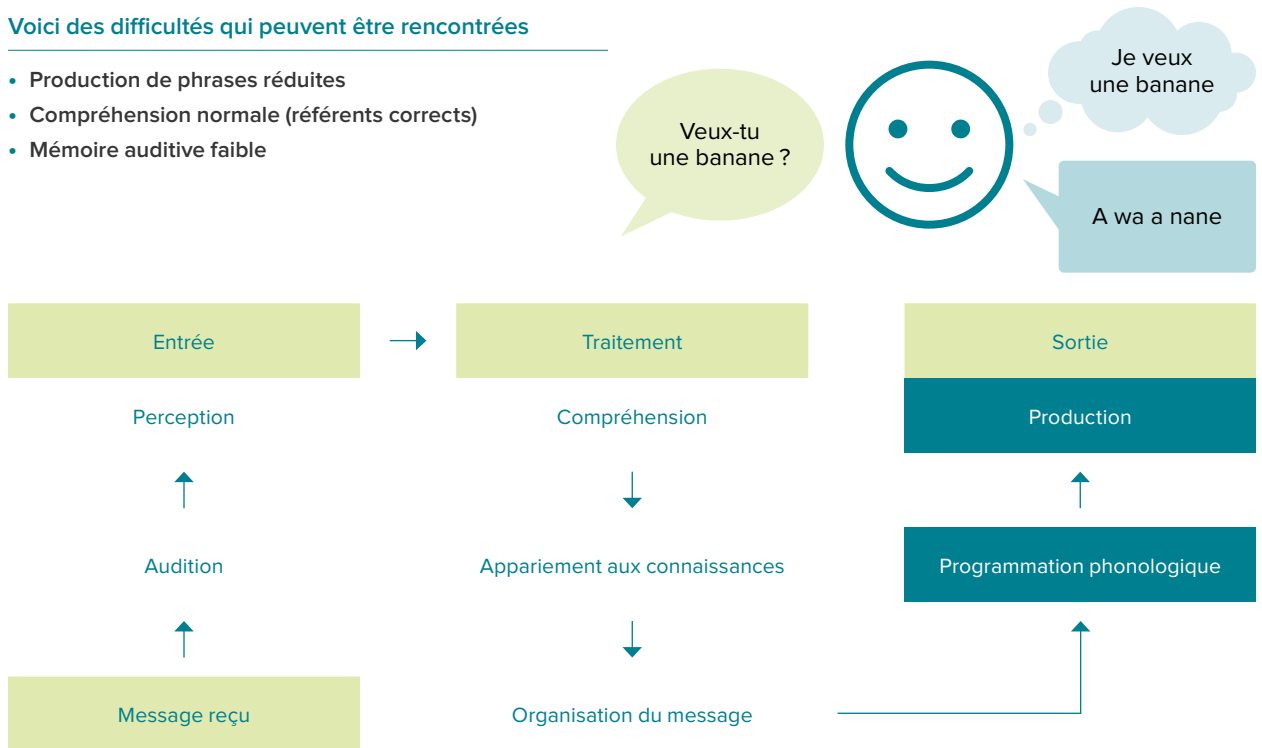 Voici des difficultés qui peuvent être rencontrées
• Production de phrases réduites
• Compréhension normale (référents corrects)
• Mémoire auditive faible
Veux-tu
une banane ?
Je veux
une banane
A wa a nane
Entrée
Traitement
Sortie
Perception
Compréhension
Production
Audition
Appariement aux connaissances
Programmation phonologique
Message reçu
Organisation du message